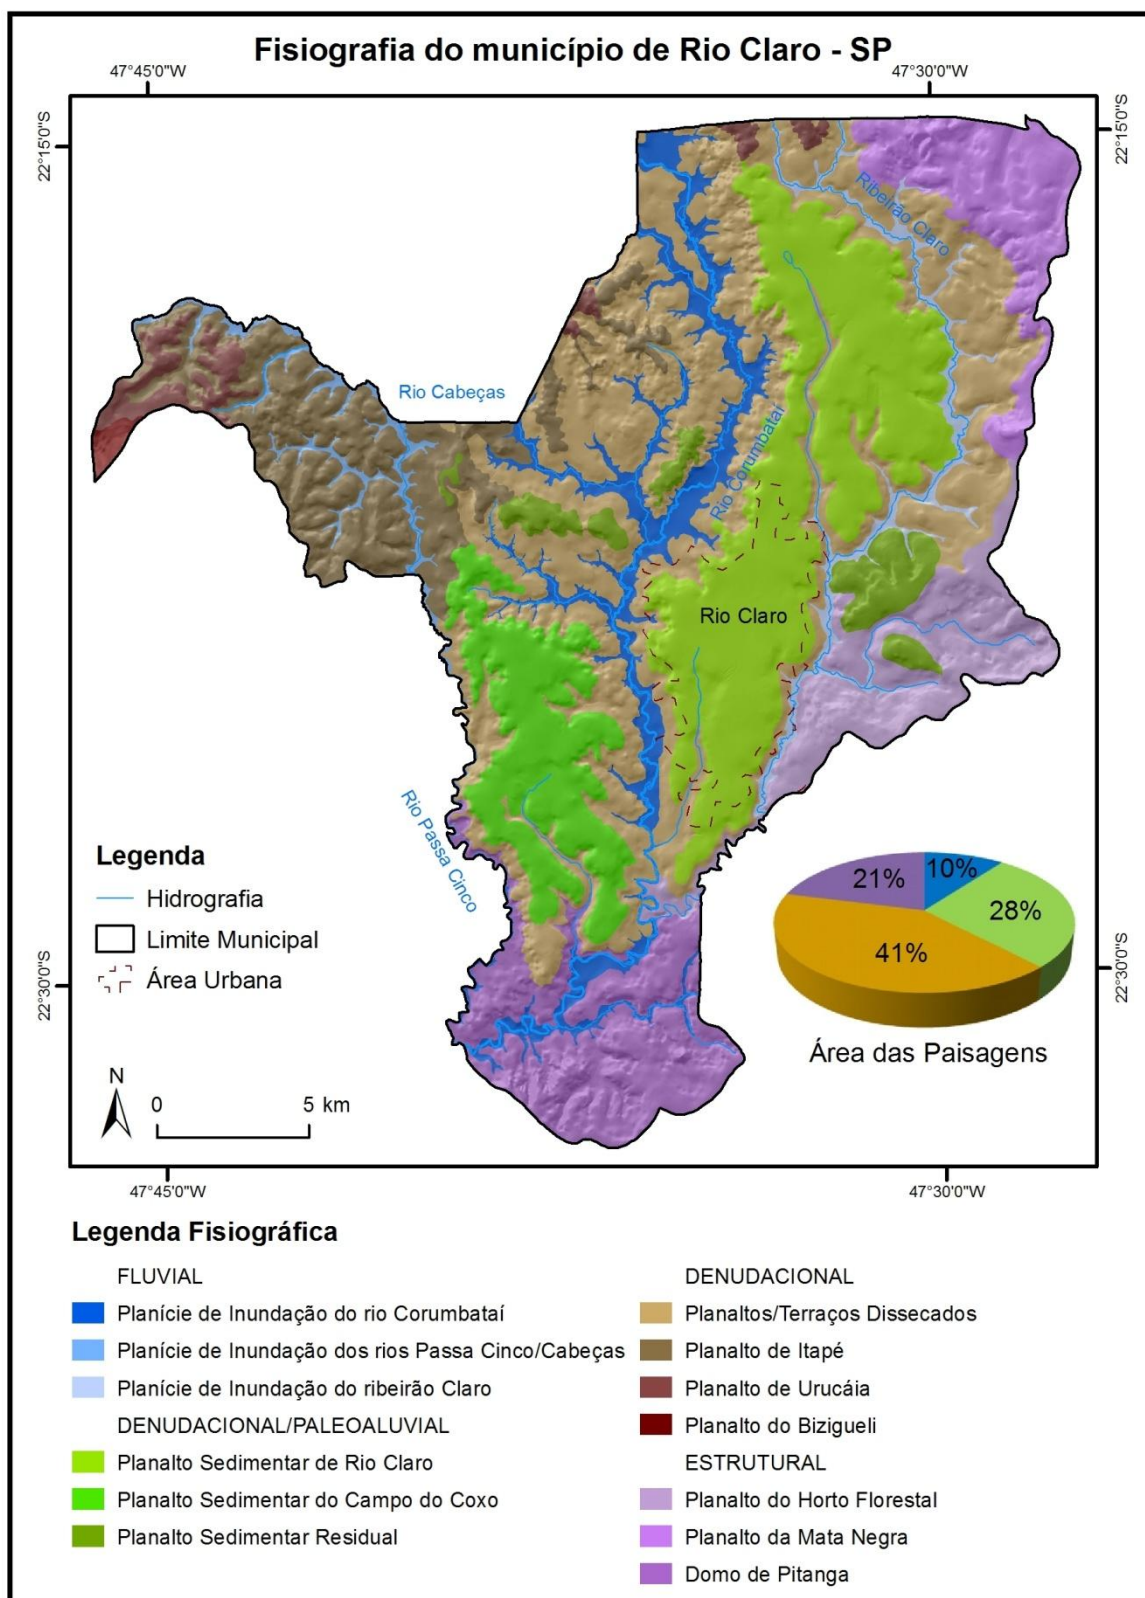 Fisiografia do município de Rio Claro - SP
47°45'0"W
47°30'0"W
22°15'0"S
22°15'0"S
Ribeirão Claro
Rio Cabeças
Rio Corumbataí
Rio Claro
Rio Passa Cinco
Legenda
Hidrografia
Limite Municipal
Área Urbana
21%
10%
28%
41%
Área das Paisagens
22°30'0"S
22°30'0"S
N
0 5 km
47°45'0"W
47°30'0"W
Legenda Fisiográfica
FLUVIAL
Planície de Inundação do rio Corumbataí
Planície de Inundação dos rios Passa Cinco/Cabeças
Planície de Inundação do ribeirão Claro
DENUDACIONAL/PALEOALUVIAL
Planalto Sedimentar de Rio Claro
Planalto Sedimentar do Campo do Coxo
Planalto Sedimentar Residual
DENUDACIONAL
Planaltos/Terraços Dissecados
Planalto de Itapé
Planalto de Urucáia
Planalto do Bizigueli
ESTRUTURAL
Planalto do Horto Florestal
Planalto da Mata Negra
Domo de Pitanga